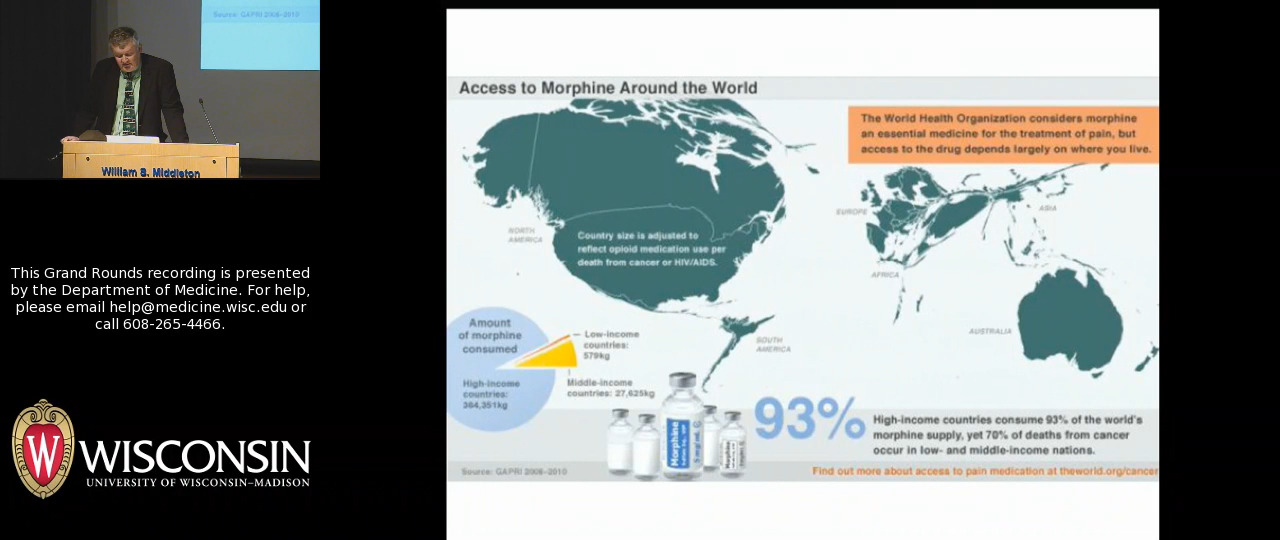 Source: GAPRI 2008-2010
William S. Middleton
This Grand Rounds recording is presented
by the Department of Medicine. For help,
please email help@medicine.wisc.edu or
call 608-265-4466.
W
WISCONSIN
UNIVERSITY OF WISCONSIN–MADISON
Access to Morphine Around the World
The World Health Organization considers morphine
an essential medicine for the treatment of pain, but
access to the drug depends largely on where you live.
NORTH
AMERICA
Country size is adjusted to
reflect opioid medication use per
death from cancer or HIV/AIDS.
EUROPE
ASIA
AFRICA
AUSTRALIA
SOUTH
AMERICA
Amount
of morphine
consumed
Low-income
countries:
579kg
High-income
countries:
364,351kg
Middle-income
countries: 27,625kg
Morphine
Morphine
93%
High-income countries consume 93% of the world's
morphine supply, yet 70% of deaths from cancer
occur in low- and middle-income nations.
Source: GAPRI 2008–2010
Find out more about access to pain medication at theworld.org/cancer